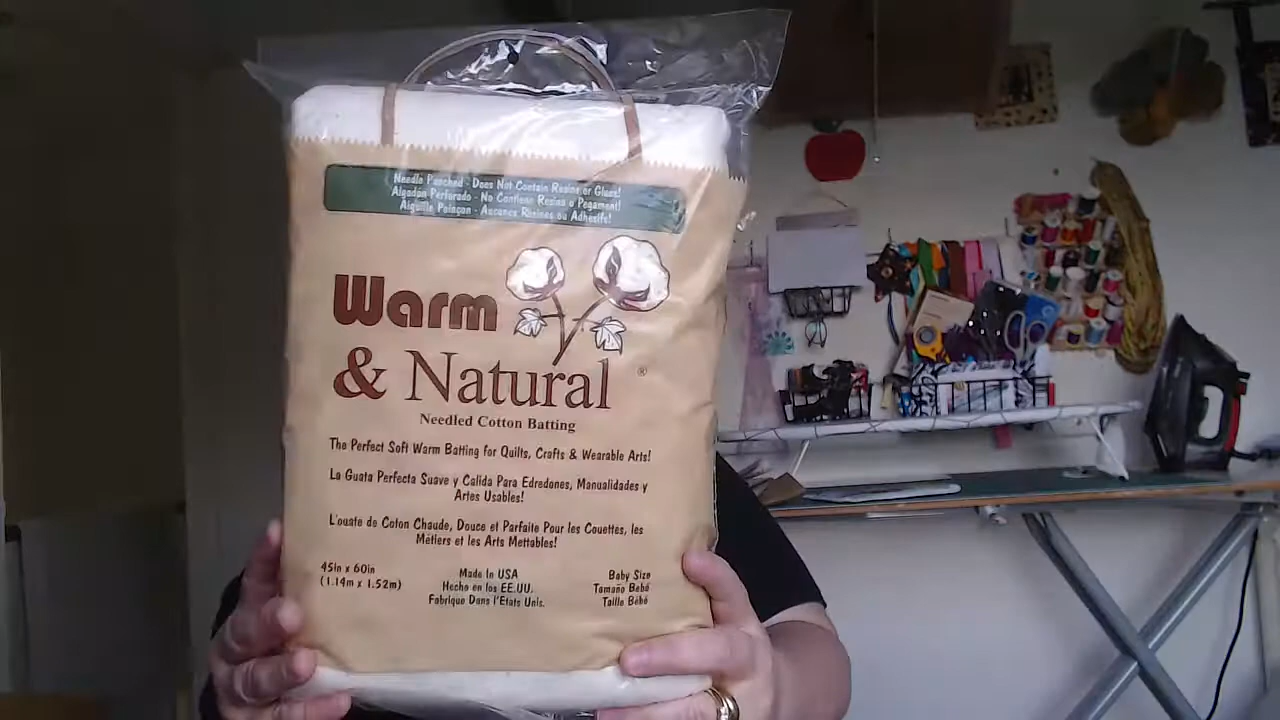 Needle Punched - Does Not Contain Resins or Glues!
Algodon Perforado - No Contiene Resina o Pegament!
Aiguille Poinçon - Aucunes Résines ou Adhesifs!
Warm
& Natural ®
Needled Cotton Batting
The Perfect Soft Warm Batting for Quilts, Crafts & Wearable Arts!
La Guata Perfecta Suave y Calida Para Edredones, Manualidades y
Artes Usables!
L'ouate de Coton Chaude, Douce et Parfaite Pour les Couettes, les
Métiers et les Arts Mettables!
45in x 60in
(1.14m x 1.52m)
Made In USA
Hecho en los EE.UU.
Fabrique Dans l'Etats Unis.
Baby Size
Tamaño Bebé
Taille Bébé